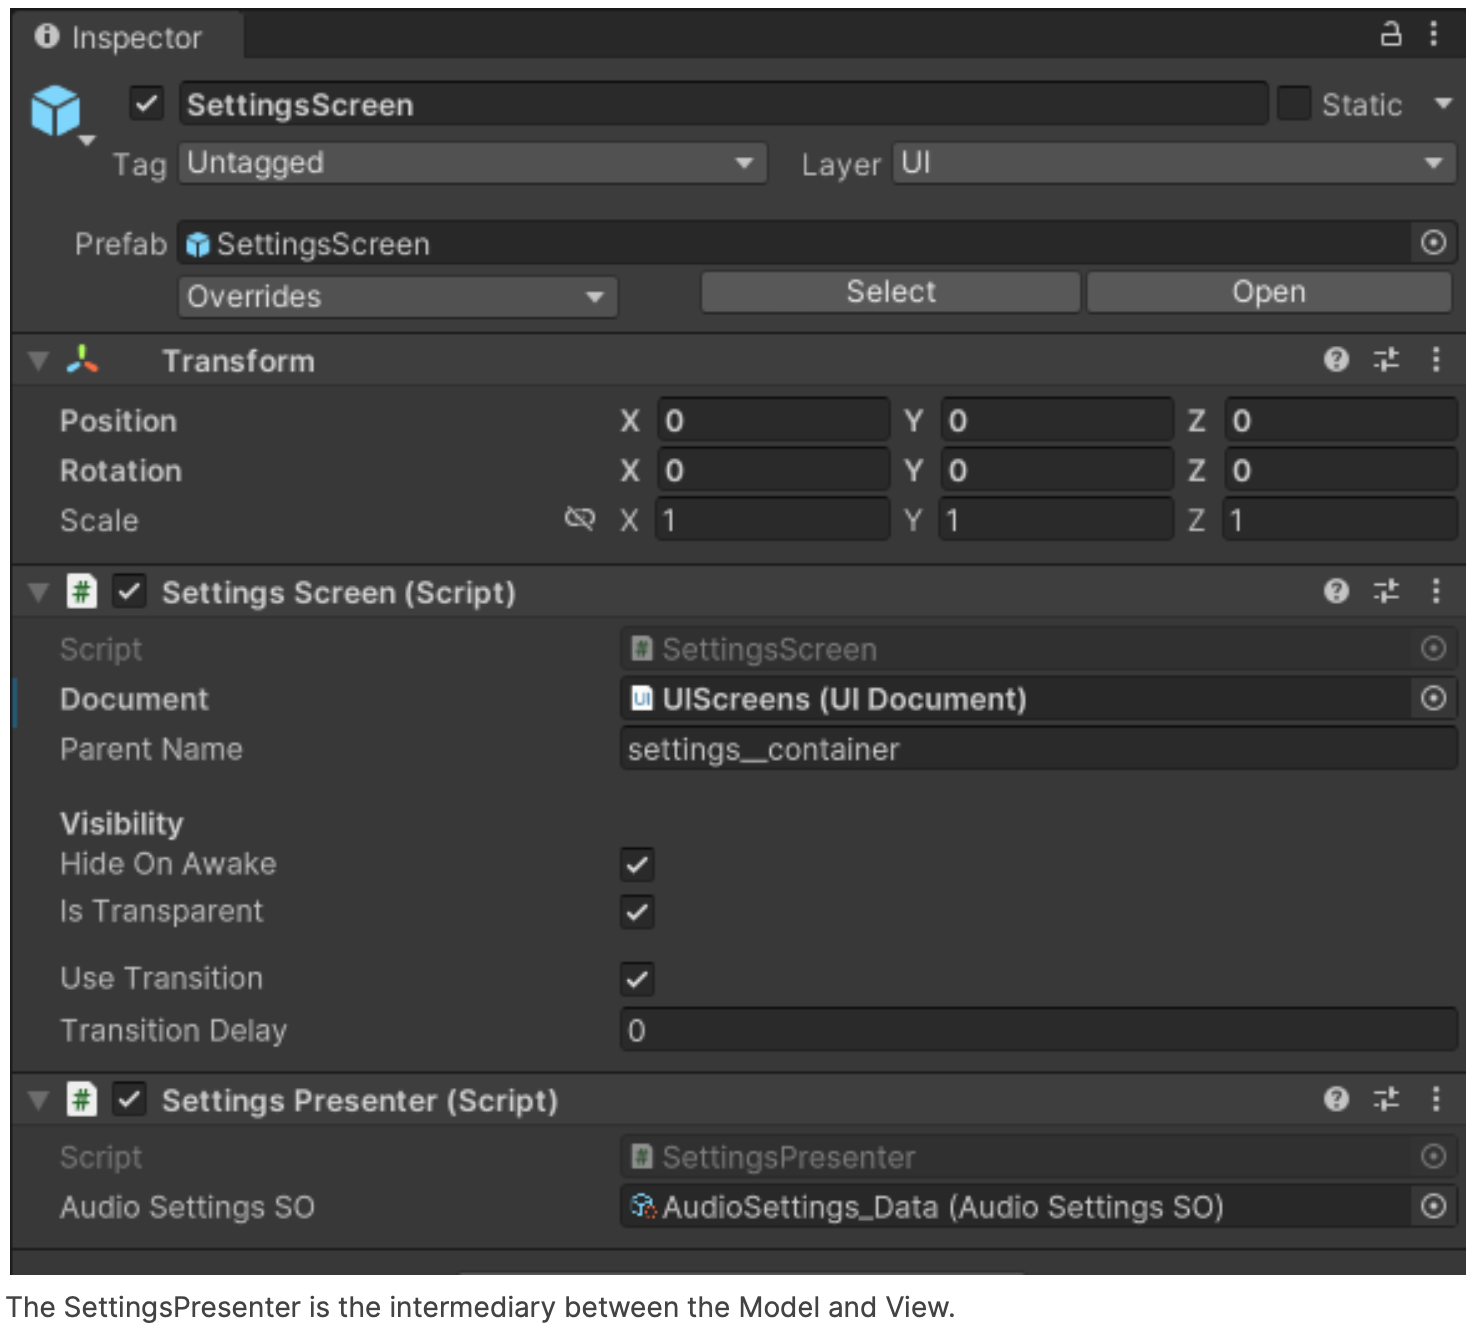 Inspector
SettingsScreen Static
Tag Untagged Layer UI
Prefab SettingsScreen
Overrides Select Open
Transform
Position X 0 Y 0 Z 0
Rotation X 0 Y 0 Z 0
Scale X 1 Y 1 Z 1
# Settings Screen (Script)
Script # SettingsScreen
Document UI UIScreens (UI Document)
Parent Name settings__container
Visibility
Hide On Awake
Is Transparent
Use Transition
Transition Delay 0
# Settings Presenter (Script)
Script # SettingsPresenter
Audio Settings SO AudioSettings_Data (Audio Settings SO)
The SettingsPresenter is the intermediary between the Model and View.